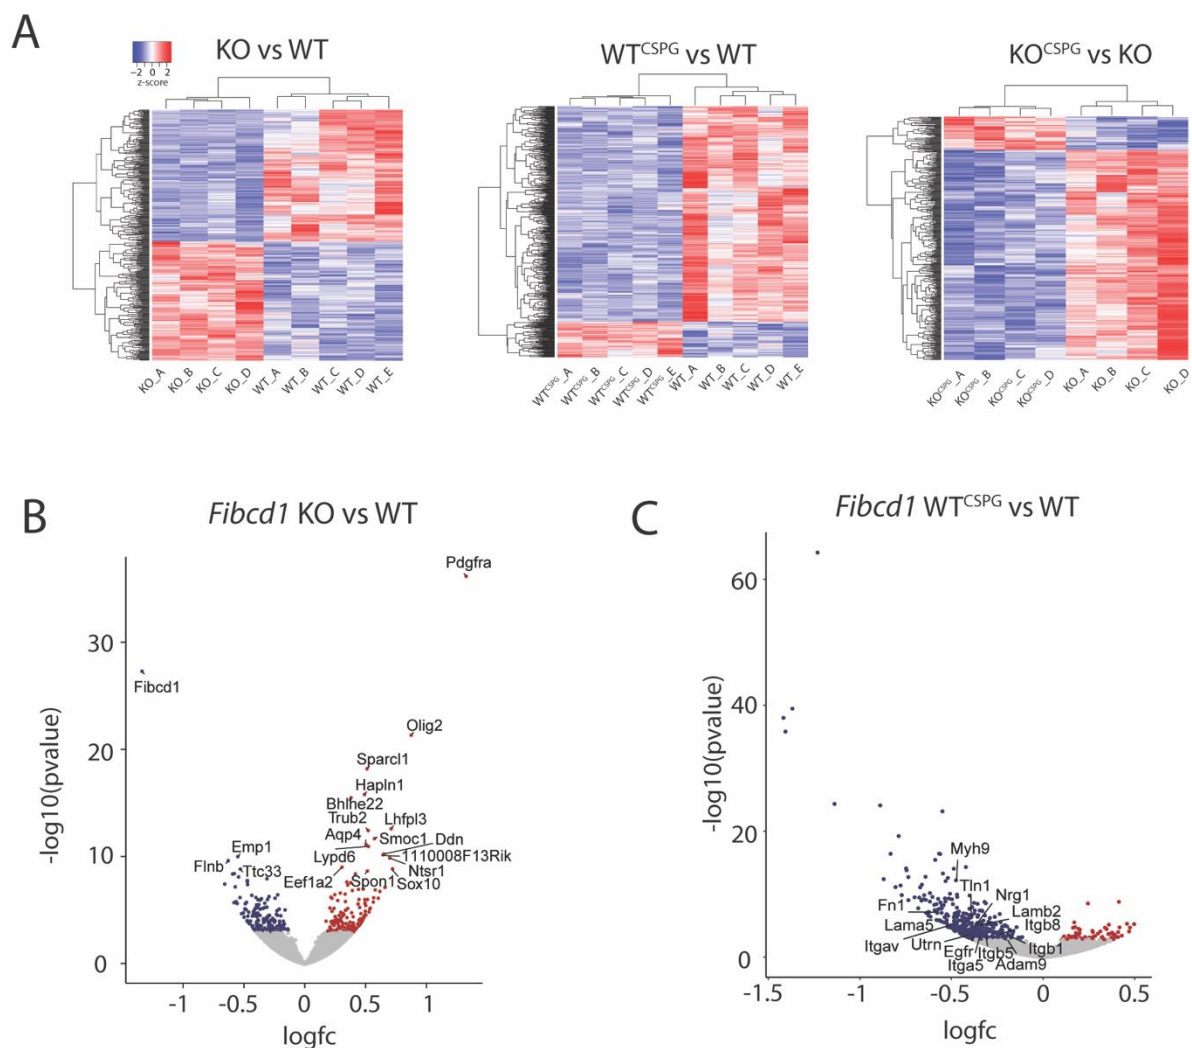 A
KO vs WT
WTCSPG vs WT
KOCSPG vs KO
−2 0 2
z-score
KO_A KO_B KO_C KO_D WT_A WT_B WT_C WT_D WT_E
WTCSPG_A WTCSPG_B WTCSPG_C WTCSPG_D WTCSPG_E WT_A WT_B WT_C WT_D WT_E
KOCSPG_A KOCSPG_B KOCSPG_C KOCSPG_D KO_A KO_B KO_C KO_D
B
Fibcd1 KO vs WT
Pdgfra
Fibcd1
Olig2
Sparcl1
Hapln1
Bhlhe22
Trub2
Lhfpl3
Aqp4
Smoc1
Ddn
Emp1
Lypd6
1110008F13Rik
Flnb
Ttc33
Ntsr1
Eef1a2
Spon1
Sox10
30
20
10
0
-log10(pvalue)
-1 -0.5 0 0.5 1
logfc
C
Fibcd1 WTCSPG vs WT
60
40
20
0
-log10(pvalue)
Myh9
Tln1
Nrg1
Fn1
Lamb2
Lama5
Itgb8
Itgav
Utrn
Egfr
Itgb5
Itgb1
Itga5
Adam9
-1.5 -1 -0.5 0 0.5
logfc